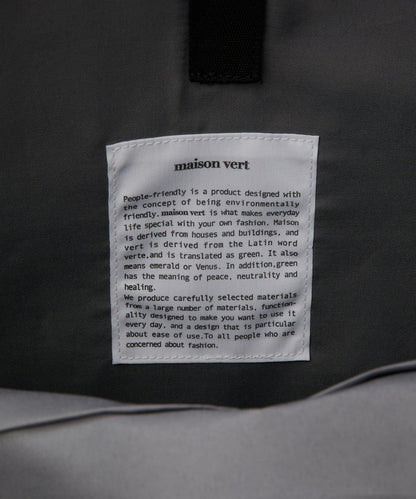 maison vert
People-friendly is a product designed with
the concept of being environmentally
friendly. maison vert is what makes everyday
life special with your own fashion. Maison
is derived from houses and buildings, and
vert is derived from the Latin word
verte,and is translated as green. It also
means emerald or Venus. In addition,green
has the meaning of peace, neutrality and
healing.
We produce carefully selected materials
from a large number of materials, function-
ality designed to make you want to use it
every day, and a design that is particular
about ease of use.To all people who are
concerned about fashion.